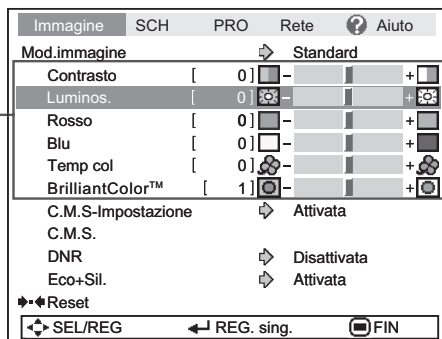 Immagine SCH PRO Rete ? Aiuto
Mod.immagine Standard
Contrasto [ 0] - +
Luminos. [ 0] - +
Rosso [ 0] - +
Blu [ 0] - +
Temp col [ 0] - +
BrilliantColor™ [ 1] - +
C.M.S-Impostazione Attivata
C.M.S.
DNR Disattivata
Eco+Sil. Attivata
Reset
SEL/REG REG. sing. FIN